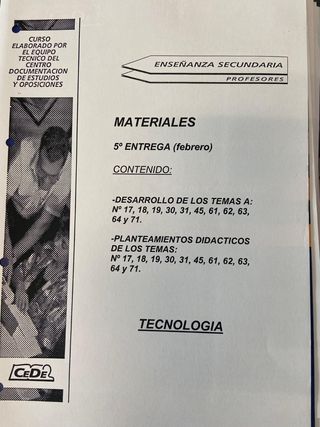 CURSO
ELABORADO POR
EL EQUIPO
TECNICO DEL
CENTRO
DOCUMENTACION
DE ESTUDIOS
Y OPOSICIONES
ENSEÑANZA SECUNDARIA
PROFESORES
MATERIALES
5º ENTREGA (febrero)
CONTENIDO:
-DESARROLLO DE LOS TEMAS A:
Nº 17, 18, 19, 30, 31, 45, 61, 62, 63,
64 y 71.
-PLANTEAMIENTOS DIDACTICOS
DE LOS TEMAS:
Nº 17, 18, 19, 30, 31, 45, 61, 62, 63,
64 y 71.
TECNOLOGIA
CEDE